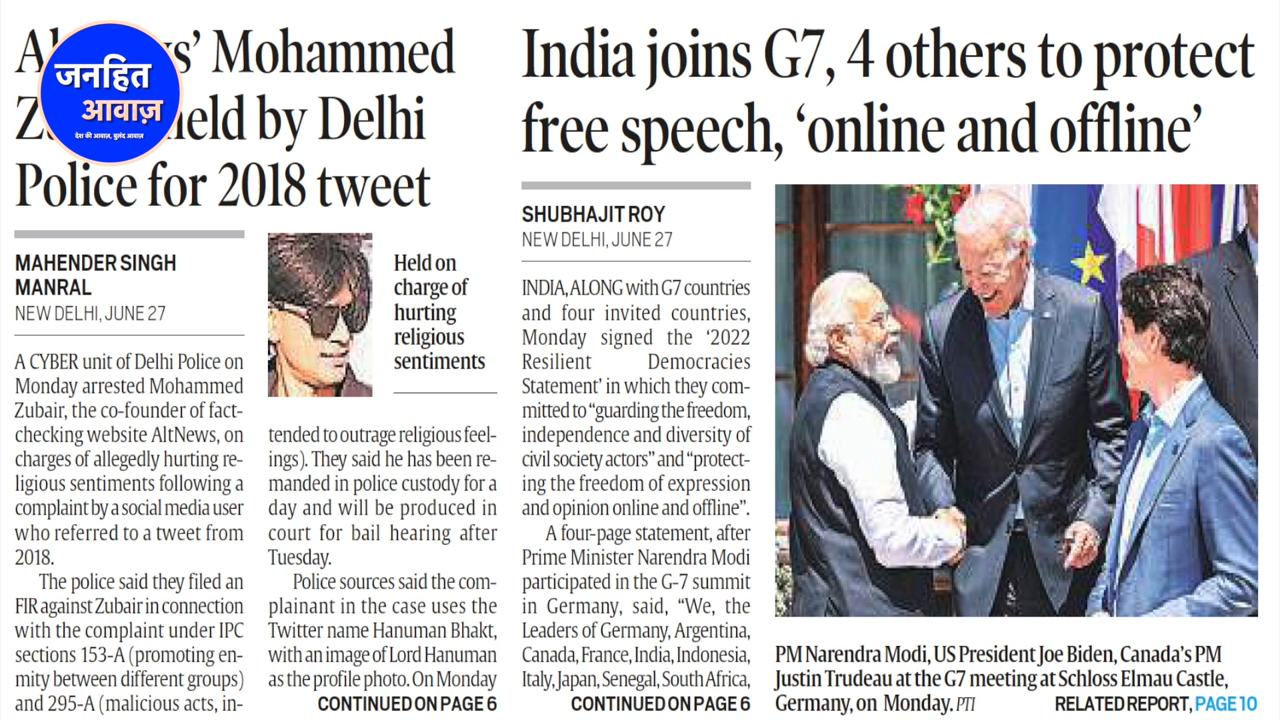 जनहित
आवाज़
देश की आवाज़, बुलंद आवाज़
Mohammed
held by Delhi
Police for 2018 tweet
MAHENDER SINGH
MANRAL
NEW DELHI, JUNE 27
A CYBER unit of Delhi Police on
Monday arrested Mohammed
Zubair, the co-founder of fact-
checking website AltNews, on
charges of allegedly hurting re-
ligious sentiments following a
complaint by a social media user
who referred to a tweet from
2018.
The police said they filed an
FIR against Zubair in connection
with the complaint under IPC
sections 153-A (promoting en-
mity between different groups)
and 295-A (malicious acts, in-
Held on
charge of
hurting
religious
sentiments
tended to outrage religious feel-
ings). They said he has been re-
manded in police custody for a
day and will be produced in
court for bail hearing after
Tuesday.
Police sources said the com-
plainant in the case uses the
Twitter name Hanuman Bhakt,
with an image of Lord Hanuman
as the profile photo. On Monday
CONTINUED ON PAGE 6
India joins G7, 4 others to protect
free speech, ‘online and offline’
SHUBHAJIT ROY
NEW DELHI, JUNE 27
INDIA, ALONG with G7 countries
and four invited countries,
Monday signed the ‘2022
Resilient Democracies
Statement’ in which they com-
mitted to “guarding the freedom,
independence and diversity of
civil society actors” and “protect-
ing the freedom of expression
and opinion online and offline”.
A four-page statement, after
Prime Minister Narendra Modi
participated in the G-7 summit
in Germany, said, “We, the
Leaders of Germany, Argentina,
Canada, France, India, Indonesia,
Italy, Japan, Senegal, South Africa,
CONTINUED ON PAGE 6
PM Narendra Modi, US President Joe Biden, Canada’s PM
Justin Trudeau at the G7 meeting at Schloss Elmau Castle,
Germany, on Monday. PTI
RELATED REPORT, PAGE 10